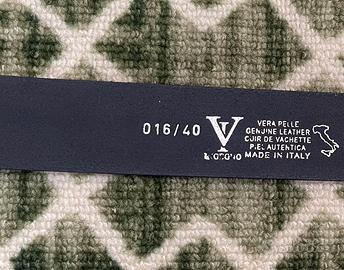 016/40
V
VERA PELLE
GENUINE LEATHER
CUIR DE VACHETTE
PIEL AUTENTICA
MADE IN ITALY